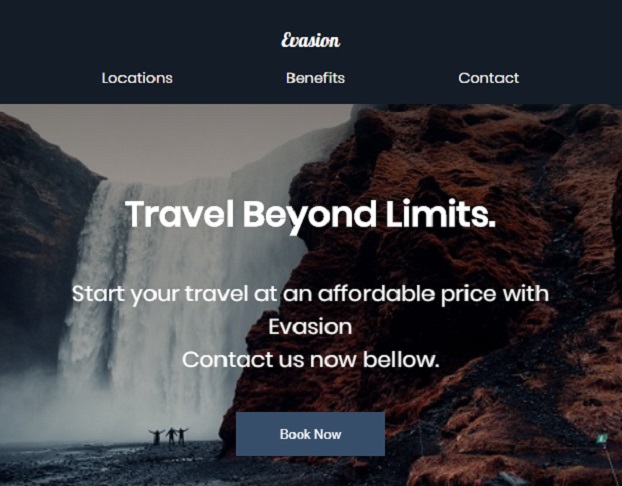 Evasion
Locations Benefits Contact
Travel Beyond Limits.
Start your travel at an affordable price with
Evasion
Contact us now bellow.
Book Now